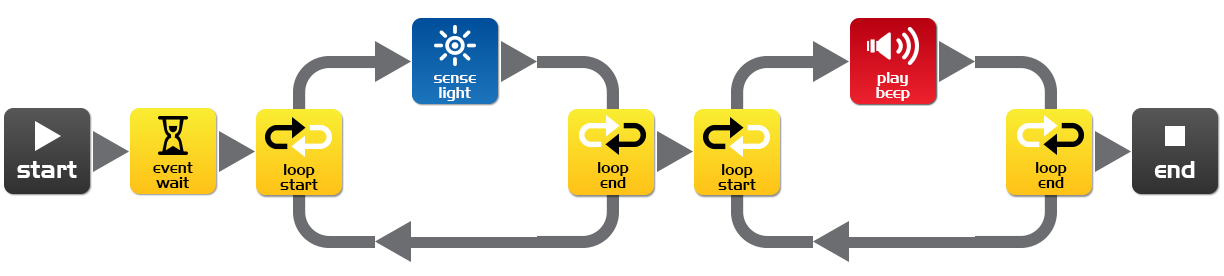 start
event
wait
loop
start
sense
light
loop
end
loop
start
play
beep
loop
end
end